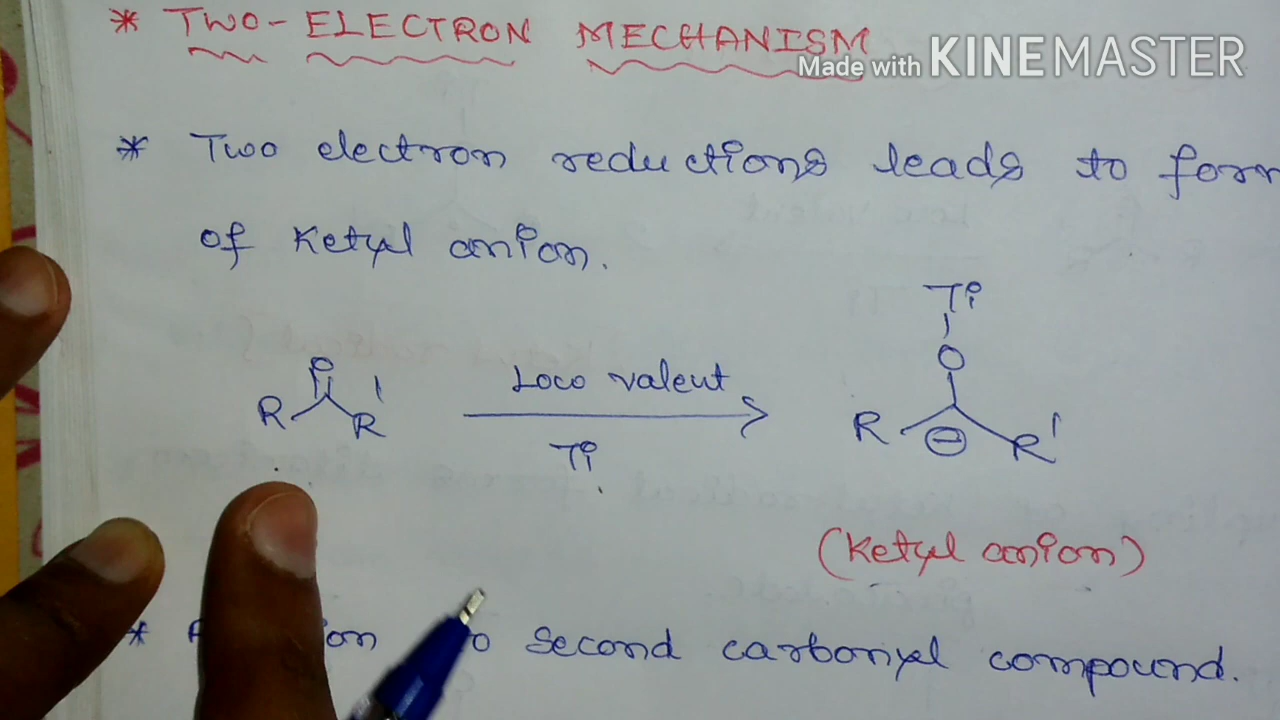 * TWO-ELECTRON MECHANISM
Made with KINEMASTER
* Two electron reductions leads to form
of Ketyl anion.
Ti
O
R R'
Low valent
Ti
O
R R'
⊖
(Ketyl anion)
* second carbonyl compound.